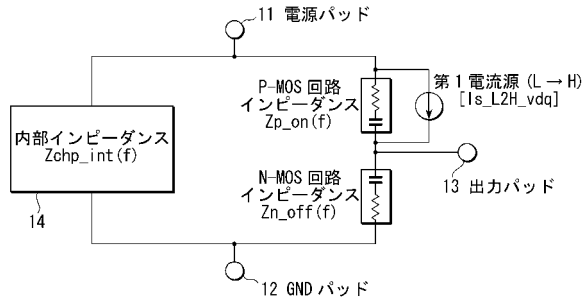 11 電源パッド
P-MOS 回路
インピーダンス
Zp_on(f)
第1電流源 (L→H)
[Is_L2H_vdq]
内部インピーダンス
Zchp_int(f)
14
N-MOS 回路
インピーダンス
Zn_off(f)
13 出力パッド
12 GND パッド